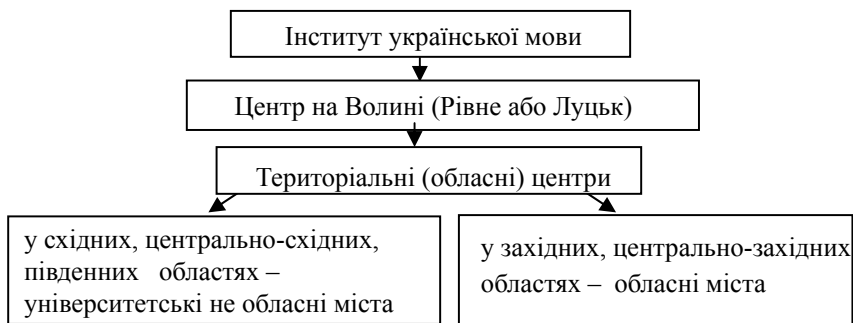 Інститут української мови
Центр на Волині (Рівне або Луцьк)
Територіальні (обласні) центри
у східних, центрально-східних,
південних областях –
університетські не обласні міста
у західних, центрально-західних
областях – обласні міста